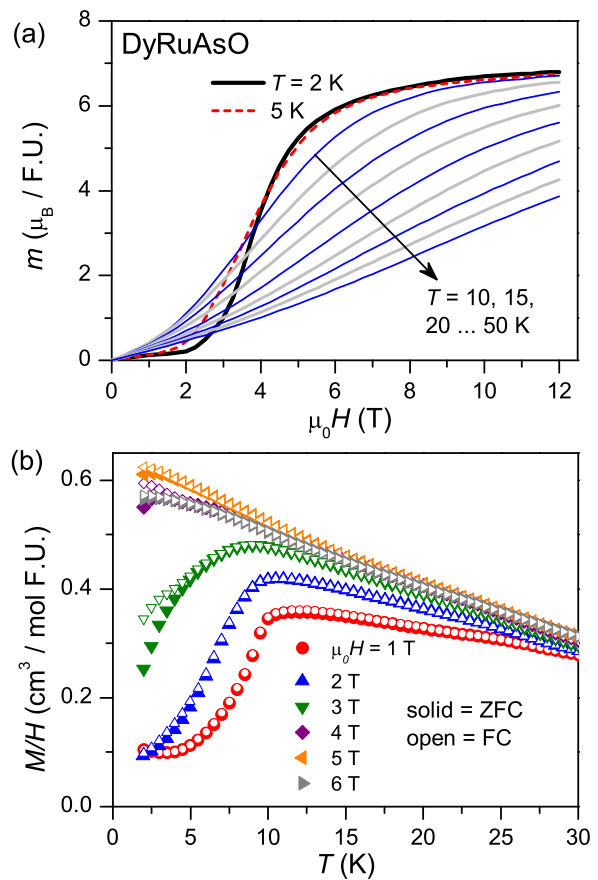 (a)
DyRuAsO
T = 2 K
5 K
T = 10, 15,
20 ... 50 K
8
6
4
2
0
m (μB / F.U.)
0 2 4 6 8 10 12
μ0H (T)
(b)
0.6
0.4
0.2
0.0
M/H (cm³ / mol F.U.)
μ0H = 1 T
2 T
3 T
4 T
5 T
6 T
solid = ZFC
open = FC
0 5 10 15 20 25 30
T (K)